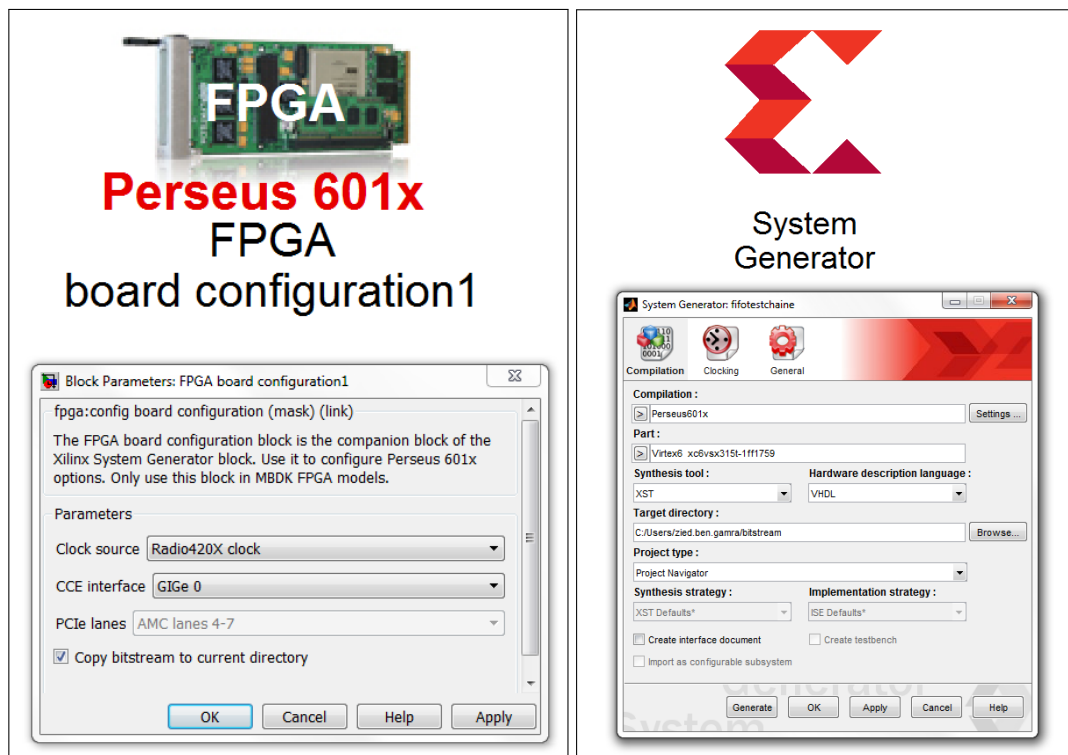 FPGA
Perseus 601x
FPGA
board configuration1
Block Parameters: FPGA board configuration1
fpga:config board configuration (mask) (link)
The FPGA board configuration block is the companion block of the
Xilinx System Generator block. Use it to configure Perseus 601x
options. Only use this block in MBDK FPGA models.
Parameters
Clock source Radio420X clock
CCE interface GIGe 0
PCIe lanes AMC lanes 4-7
Copy bitstream to current directory
OK Cancel Help Apply
System
Generator
System Generator: fifotestchaine
Compilation Clocking General
Compilation :
> Perseus601x Settings ...
Part :
> Virtex6 xc6vsx315t-1ff1759
Synthesis tool : Hardware description language :
XST VHDL
Target directory :
C:/Users/zied.ben.gamra/bitstream Browse...
Project type :
Project Navigator
Synthesis strategy : Implementation strategy :
XST Defaults* ISE Defaults*
Create interface document Create testbench
Import as configurable subsystem
Generate OK Apply Cancel Help